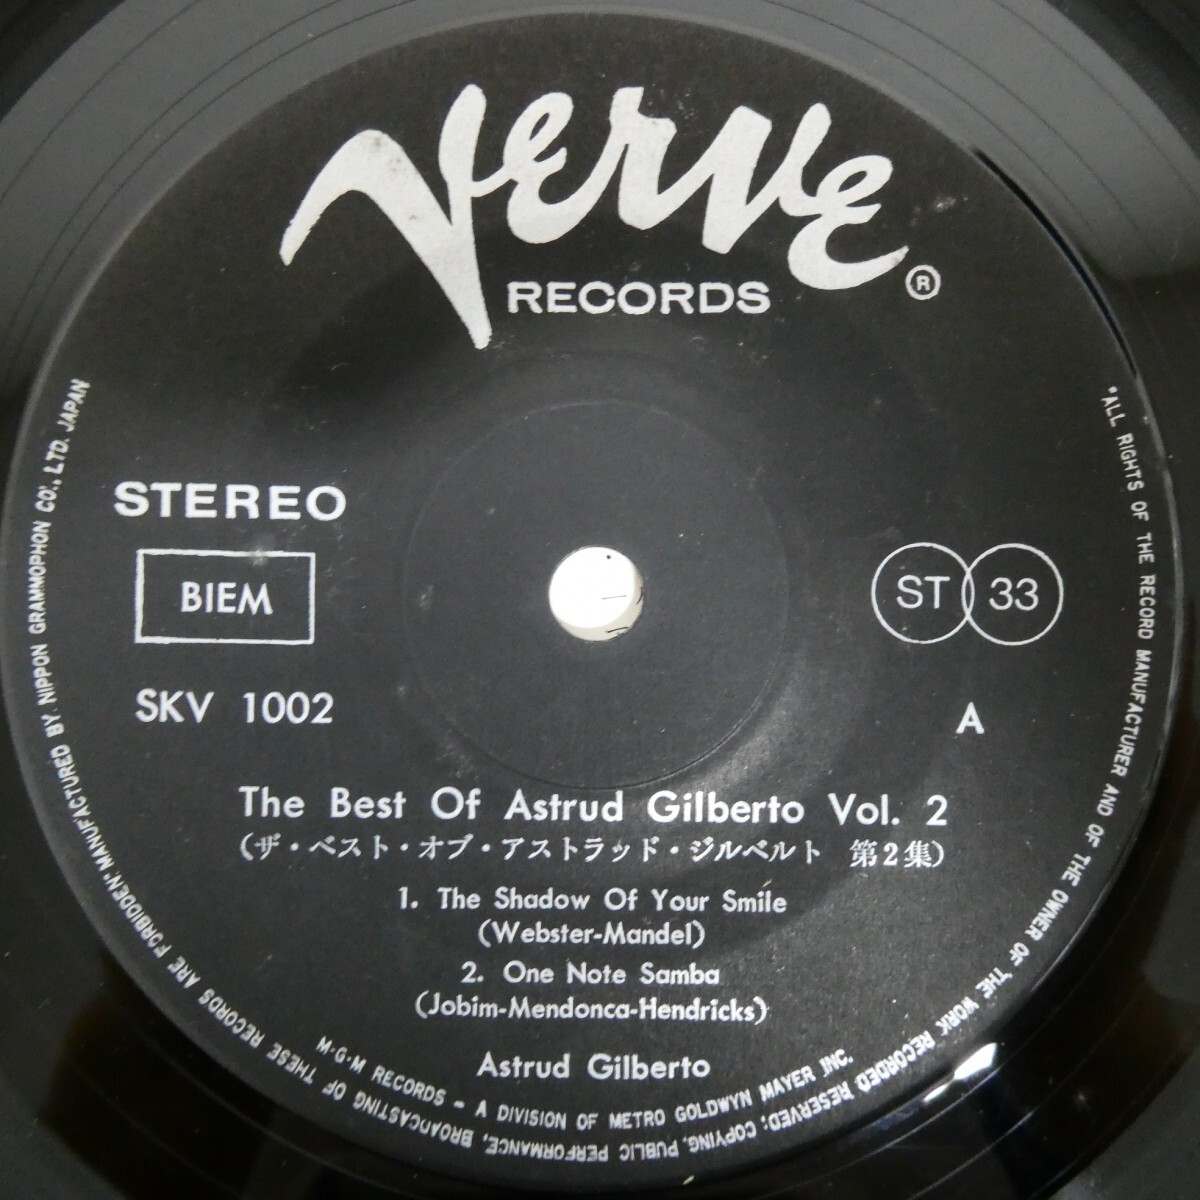 Verve
RECORDS ®
STEREO
BIEM
ST 33
SKV 1002
A
The Best Of Astrud Gilberto Vol. 2
(ザ・ベスト・オブ・アストラッド・ジルベルト 第2集)
1. The Shadow Of Your Smile
(Webster-Mandel)
2. One Note Samba
(Jobim-Mendonca-Hendricks)
Astrud Gilberto
M·G·M RECORDS – A DIVISION OF METRO GOLDWYN MAYER INC.
"ALL RIGHTS OF THE RECORD MANUFACTURER AND OF THE OWNER OF THE WORK RECORDED RESERVED; COPYING, PUBLIC PERFORMANCE, BROADCASTING OF THESE RECORDS ARE FORBIDDEN." MANUFACTURED BY NIPPON GRAMMOPHON CO., LTD. JAPAN